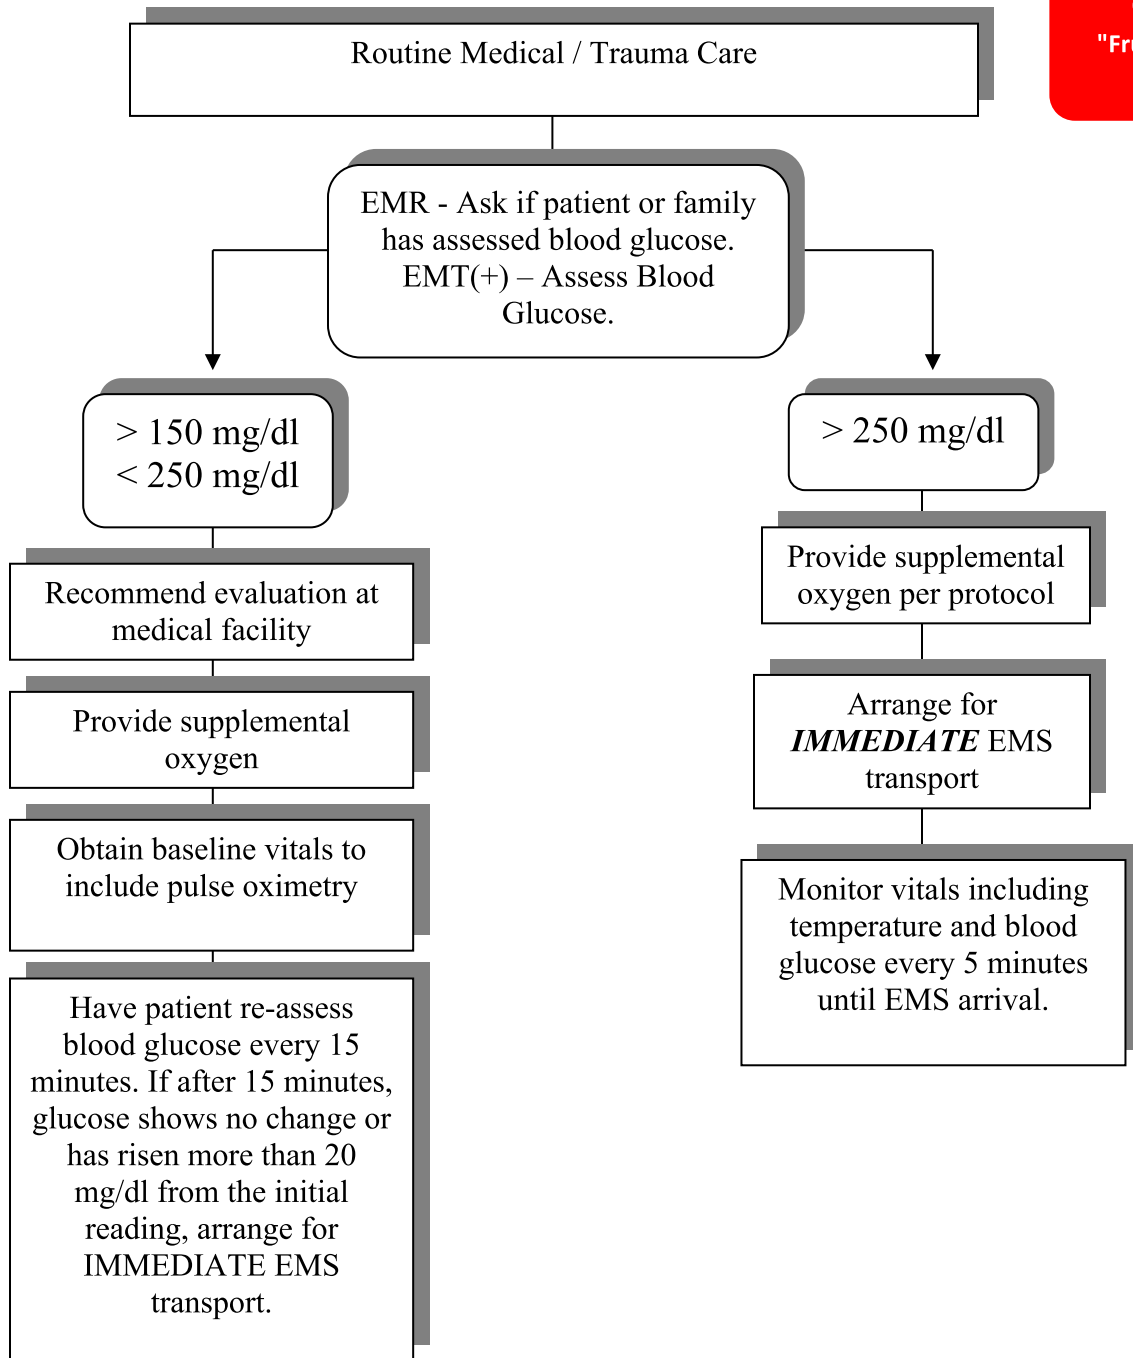 Routine Medical / Trauma Care
EMR - Ask if patient or family
has assessed blood glucose.
EMT(+) – Assess Blood
Glucose.
> 150 mg/dl
< 250 mg/dl
Recommend evaluation at
medical facility
Provide supplemental
oxygen
Obtain baseline vitals to
include pulse oximetry
Have patient re-assess
blood glucose every 15
minutes. If after 15 minutes,
glucose shows no change or
has risen more than 20
mg/dl from the initial
reading, arrange for
IMMEDIATE EMS
transport.
> 250 mg/dl
Provide supplemental
oxygen per protocol
Arrange for
IMMEDIATE EMS
transport
Monitor vitals including
temperature and blood
glucose every 5 minutes
until EMS arrival.